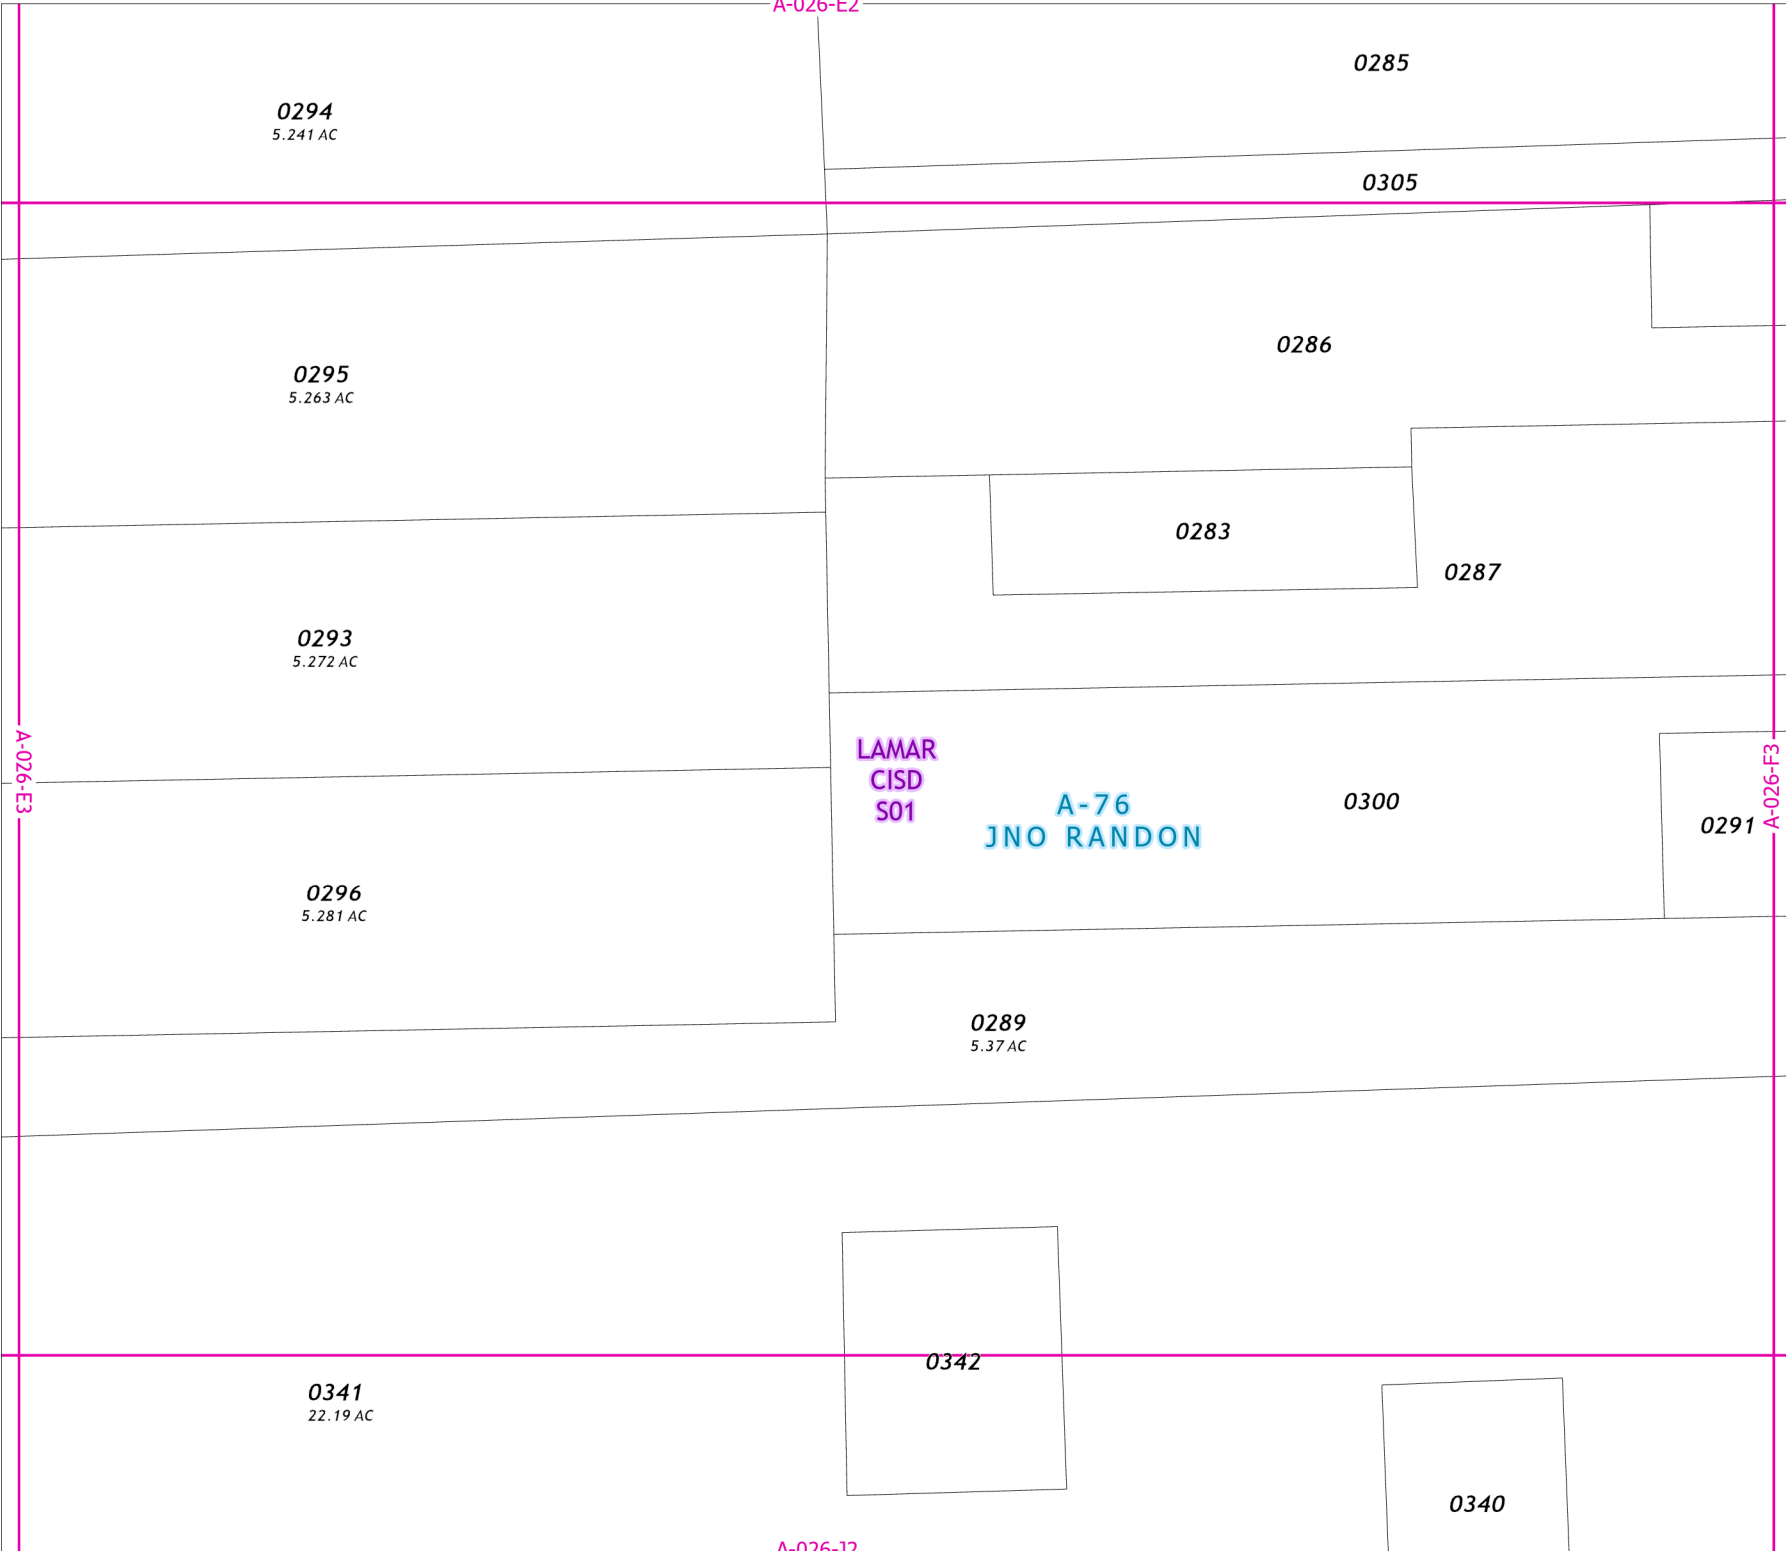 A-026-E2
0285
0294
5.241 AC
0305
0286
0295
5.263 AC
0283
0287
0293
5.272 AC
A-026-E3
LAMAR
CISD
S01
A-76
JNO RANDON
0300
0291
A-026-F3
0296
5.281 AC
0289
5.37 AC
0342
0341
22.19 AC
0340
A-026-J2